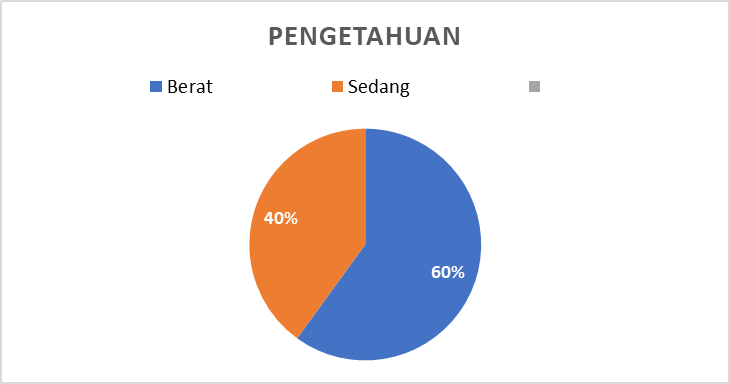 PENGETAHUAN
Berat Sedang
40%
60%